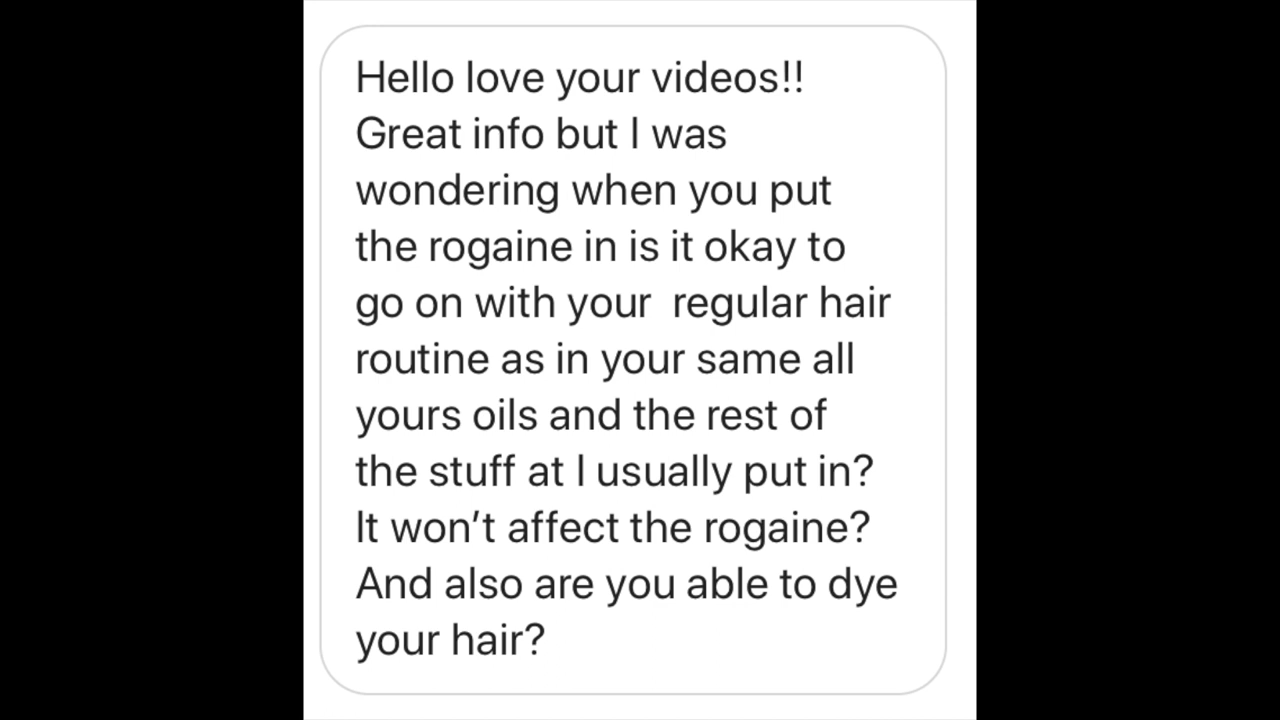 Hello love your videos!!
Great info but I was
wondering when you put
the rogaine in is it okay to
go on with your  regular hair
routine as in your same all
yours oils and the rest of
the stuff at I usually put in?
It won’t affect the rogaine?
And also are you able to dye
your hair?